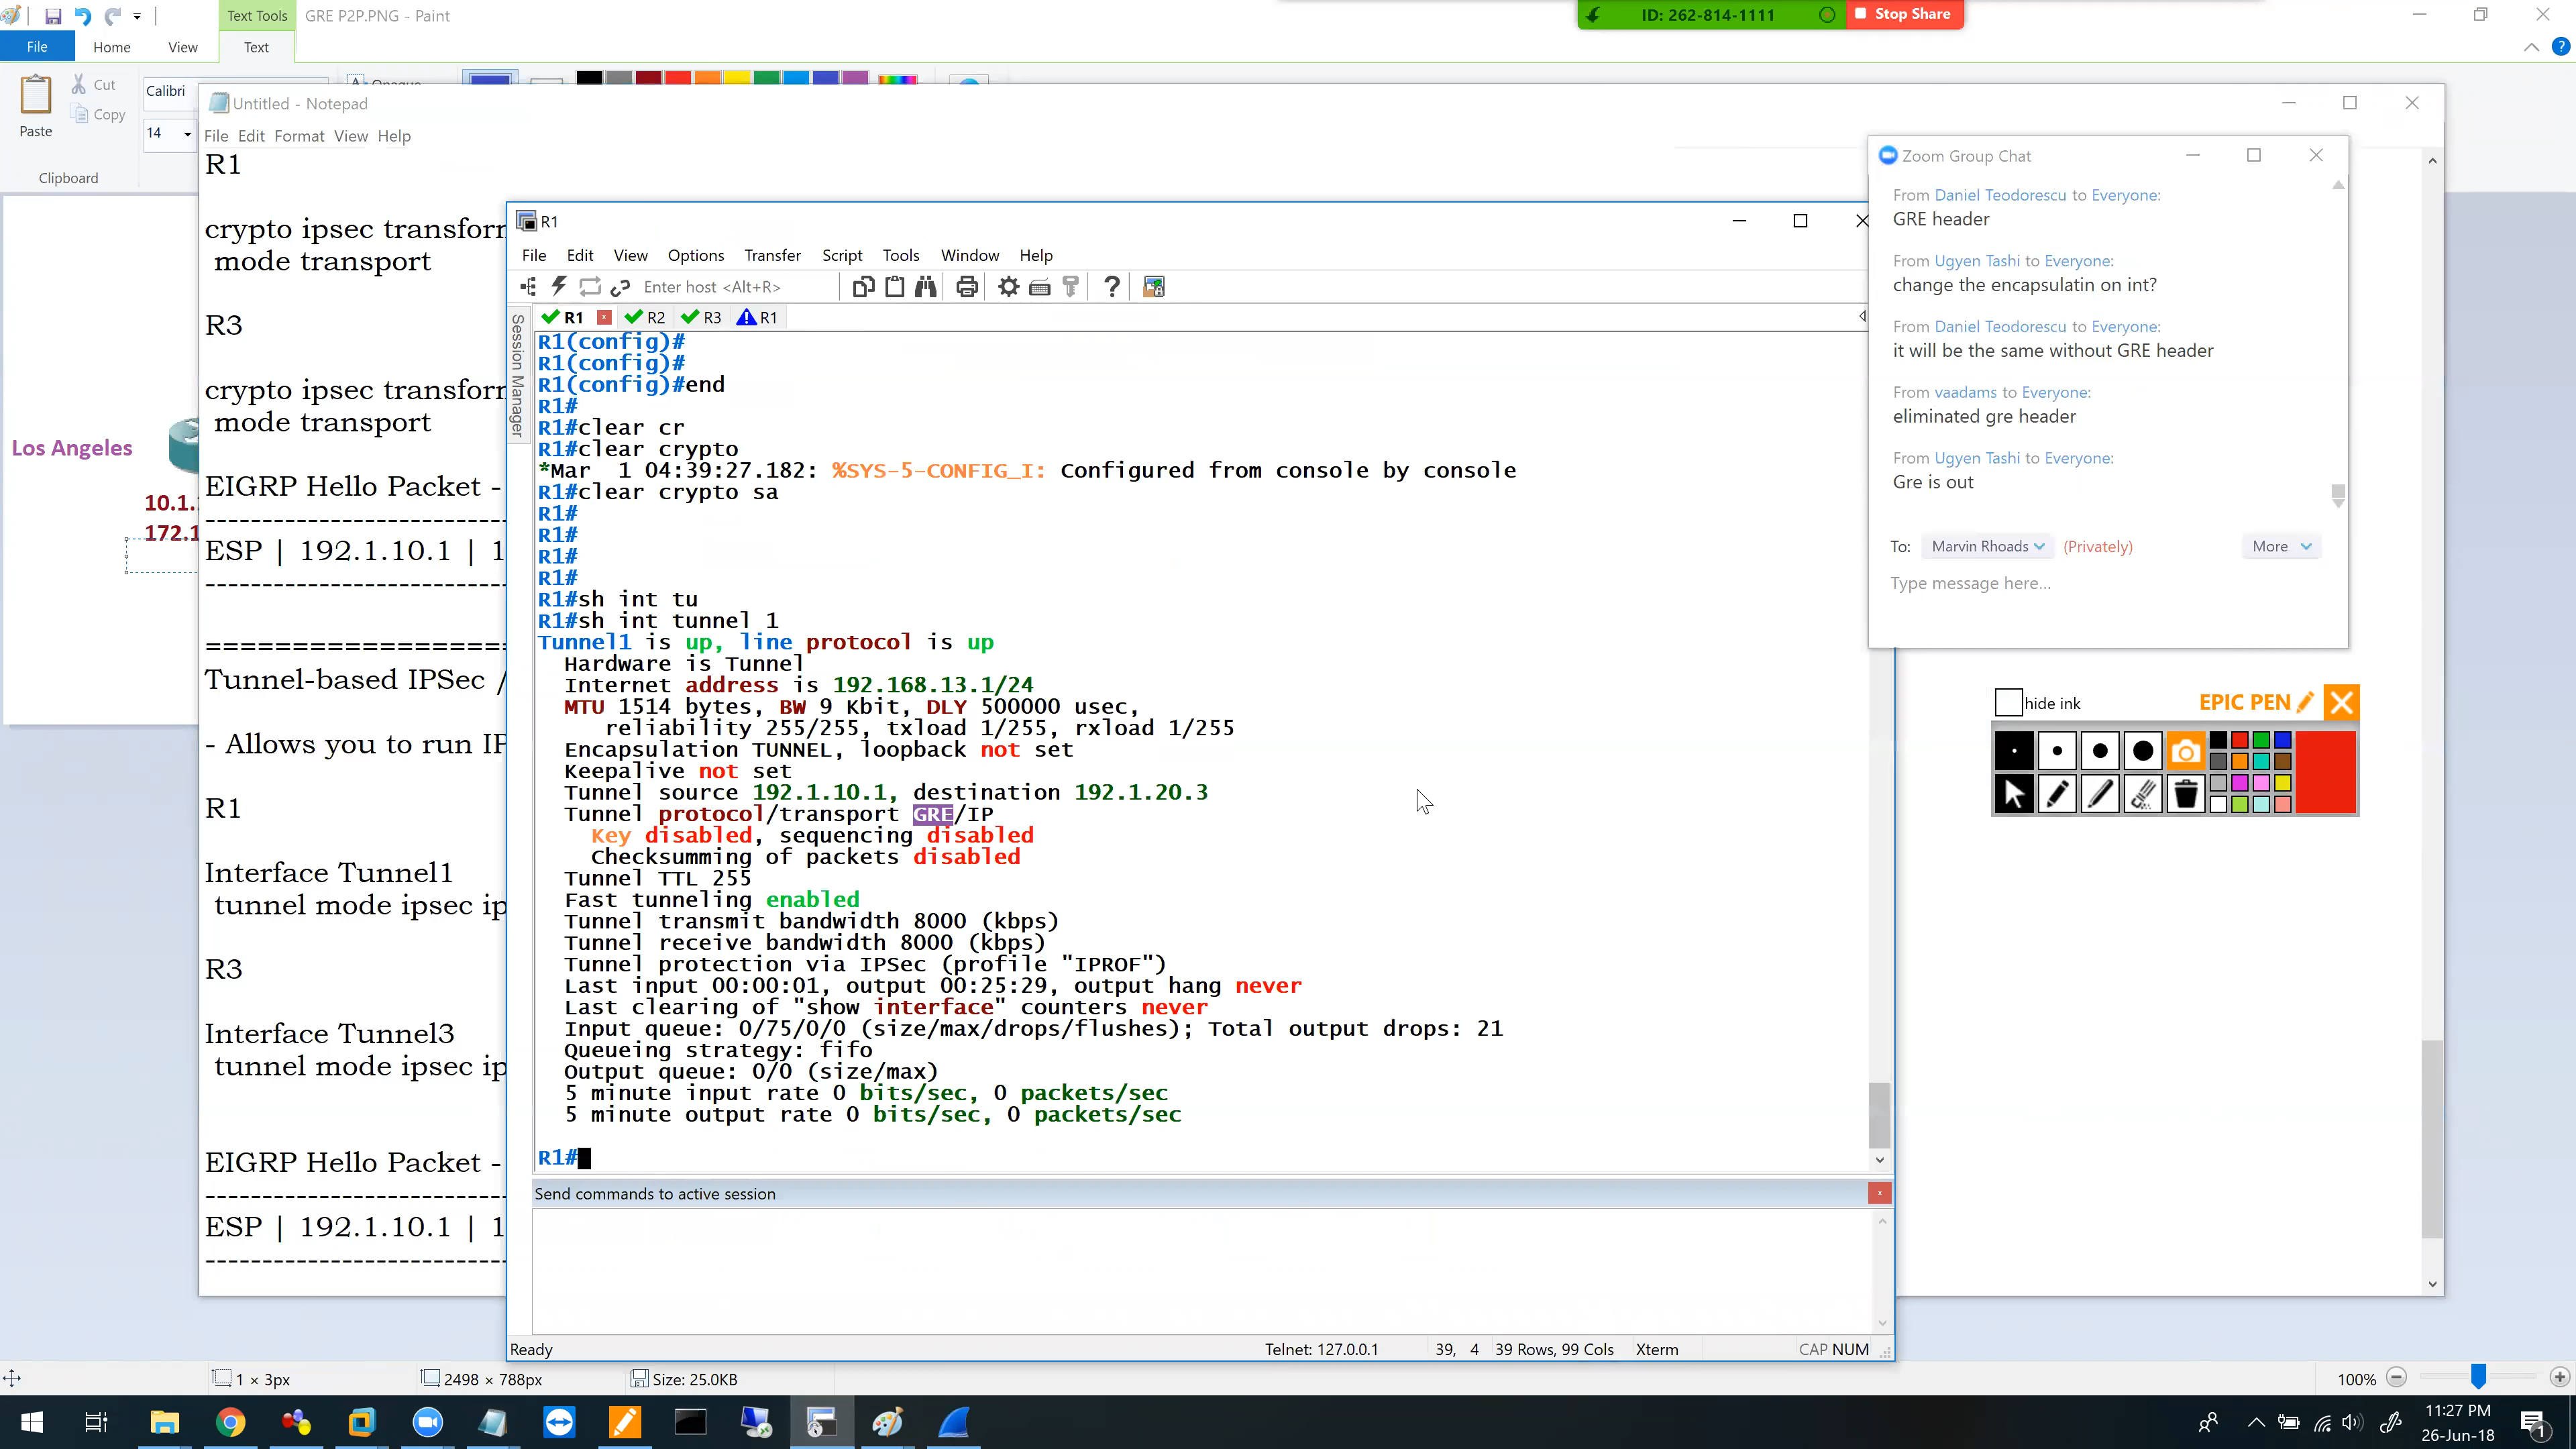 Text Tools
GRE P2P.PNG - Paint
ID: 262-814-1111
Stop Share
File
Home
View
Text
Paste
Cut
Copy
Clipboard
Calibri
14
Opaque
Los Angeles
10.1.
172.1
Untitled - Notepad
File Edit Format View Help
R1
crypto ipsec transform
mode transport
R3
crypto ipsec transform
mode transport
EIGRP Hello Packet -
--------------------------------
ESP | 192.1.10.1 | 1
--------------------------------
====================
Tunnel-based IPSec /
- Allows you to run IP
R1
Interface Tunnel1
tunnel mode ipsec ip
R3
Interface Tunnel3
tunnel mode ipsec ip
EIGRP Hello Packet -
--------------------------------
ESP | 192.1.10.1 | 1
--------------------------------
R1
File Edit View Options Transfer Script Tools Window Help
Enter host <Alt+R>
Session Manager
R1 R2 R3 R1
R1(config)#
R1(config)#
R1(config)#end
R1#
R1#clear cr
R1#clear crypto
*Mar  1 04:39:27.182: %SYS-5-CONFIG_I: Configured from console by console
R1#clear crypto sa
R1#
R1#
R1#
R1#
R1#sh int tu
R1#sh int tunnel 1
Tunnel1 is up, line protocol is up
Hardware is Tunnel
Internet address is 192.168.13.1/24
MTU 1514 bytes, BW 9 Kbit, DLY 500000 usec,
reliability 255/255, txload 1/255, rxload 1/255
Encapsulation TUNNEL, loopback not set
Keepalive not set
Tunnel source 192.1.10.1, destination 192.1.20.3
Tunnel protocol/transport GRE/IP
Key disabled, sequencing disabled
Checksumming of packets disabled
Tunnel TTL 255
Fast tunneling enabled
Tunnel transmit bandwidth 8000 (kbps)
Tunnel receive bandwidth 8000 (kbps)
Tunnel protection via IPSec (profile "IPROF")
Last input 00:00:01, output 00:25:29, output hang never
Last clearing of "show interface" counters never
Input queue: 0/75/0/0 (size/max/drops/flushes); Total output drops: 21
Queueing strategy: fifo
Output queue: 0/0 (size/max)
5 minute input rate 0 bits/sec, 0 packets/sec
5 minute output rate 0 bits/sec, 0 packets/sec
R1#
Send commands to active session
Ready
Telnet: 127.0.0.1
39, 4
39 Rows, 99 Cols
Xterm
CAP NUM
Zoom Group Chat
From Daniel Teodorescu to Everyone:
GRE header
From Ugyen Tashi to Everyone:
change the encapsulatin on int?
From Daniel Teodorescu to Everyone:
it will be the same without GRE header
From vaadams to Everyone:
eliminated gre header
From Ugyen Tashi to Everyone:
Gre is out
To: Marvin Rhoads (Privately) More
Type message here...
hide ink
EPIC PEN
1 × 3px
2498 × 788px
Size: 25.0KB
100%
11:27 PM
26-Jun-18
1